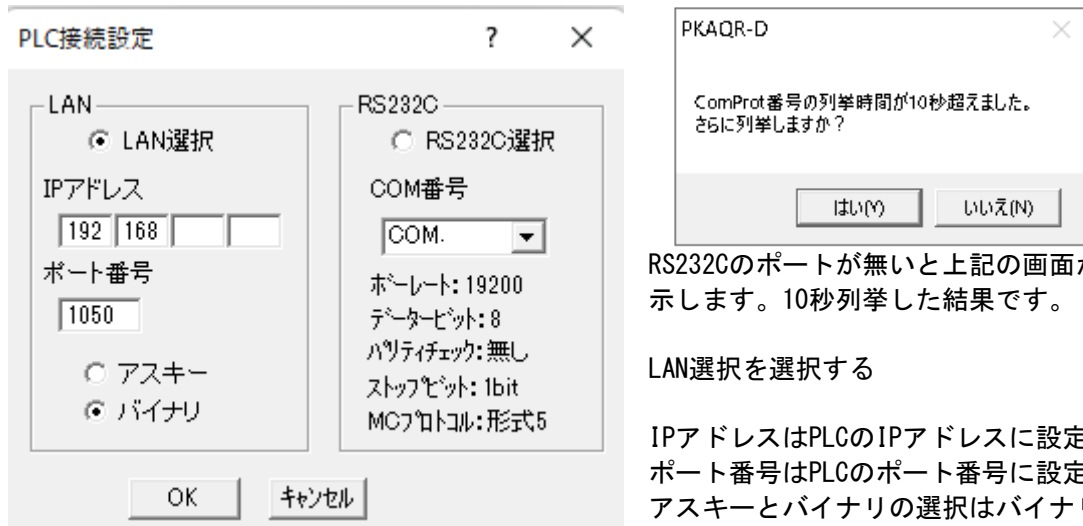 PLC接続設定 ? ×
LAN
LAN選択
IPアドレス
192 168
ポート番号
1050
アスキー
バイナリ
RS232C
RS232C選択
COM番号
COM.
ボーレート:19200
データービット:8
パリティチェック:無し
ストップビット:1bit
MCプロトコル:形式5
OK キャンセル
PKAQR-D ×
ComProt番号の列挙時間が10秒超えました。
さらに列挙しますか?
はい(Y) いいえ(N)
RS232Cのポートが無いと上記の画面が
示します。10秒列挙した結果です。
LAN選択を選択する
IPアドレスはPLCのIPアドレスに設定
ポート番号はPLCのポート番号に設定
アスキーとバイナリの選択はバイナリ